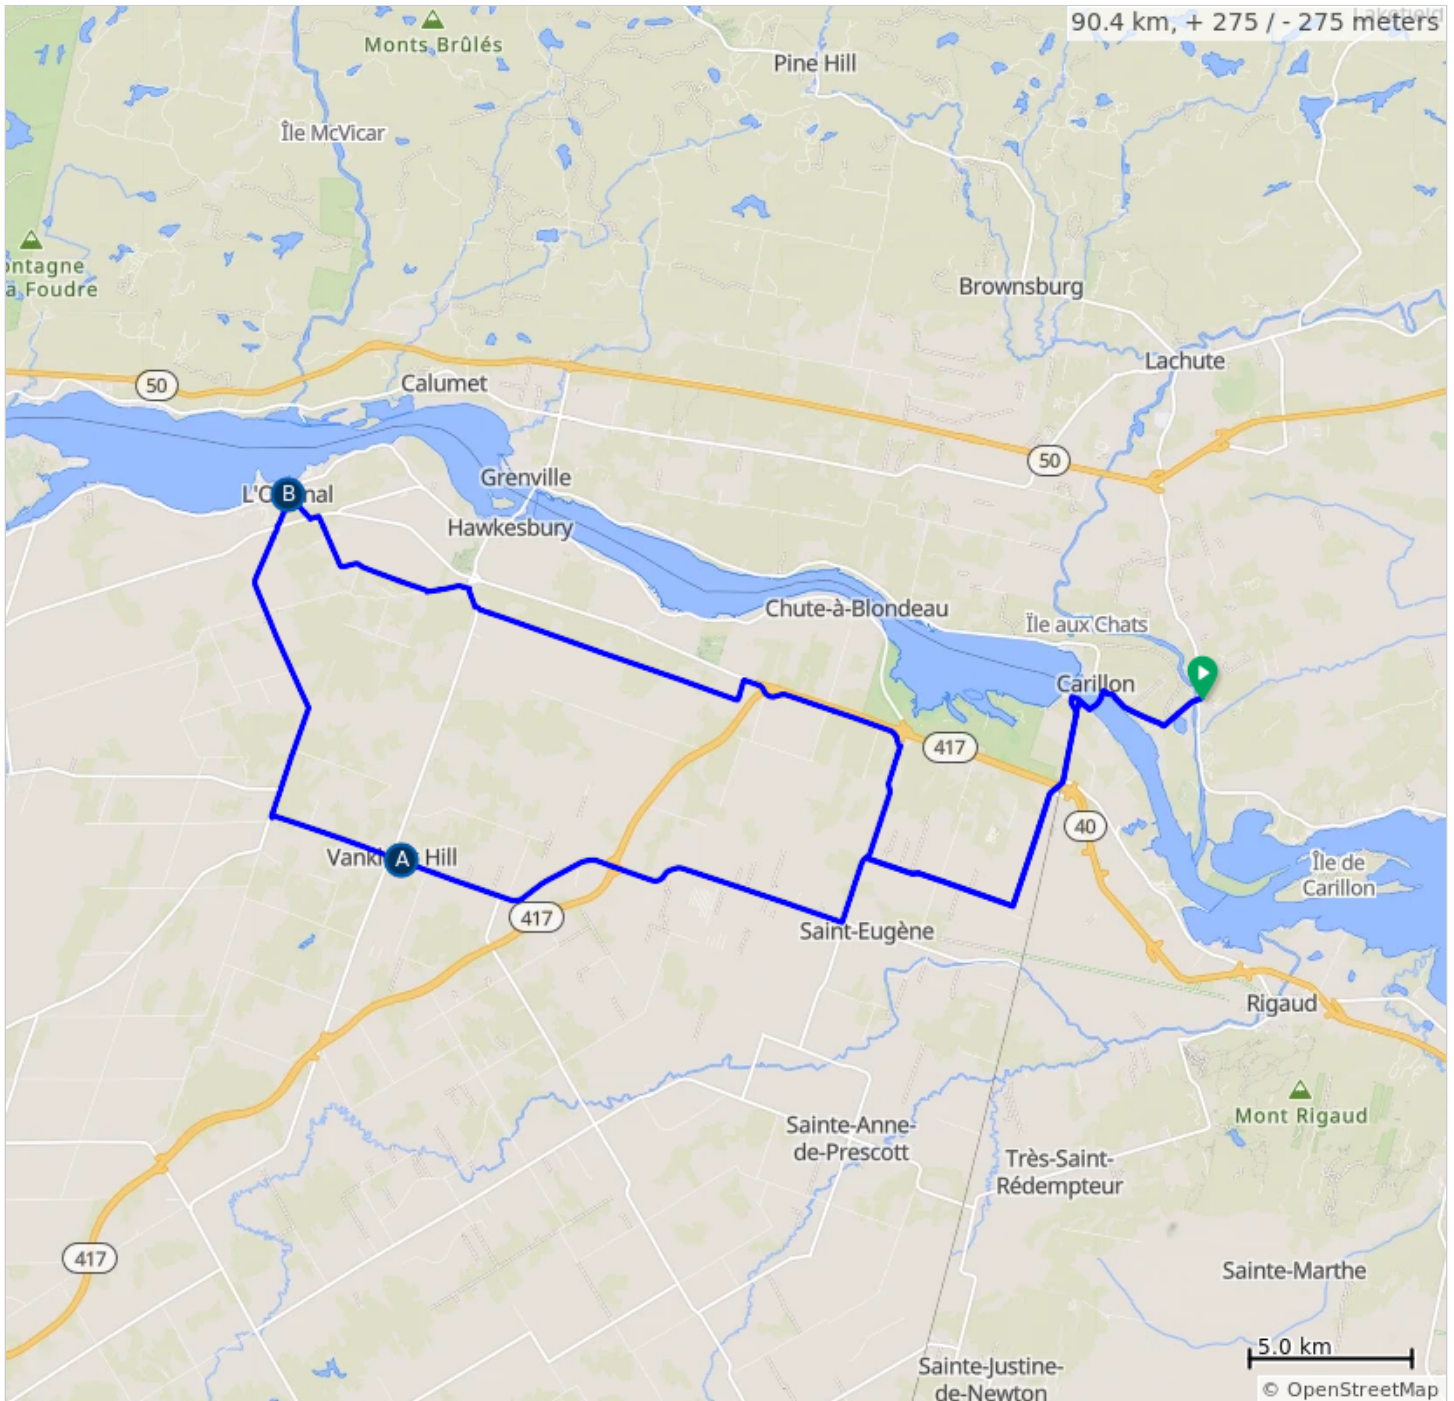 Lakefield
90.4 km, + 275 / - 275 meters
Monts Brûlés
Pine Hill
Île McVicar
ontagne
a Foudre
Brownsburg
Lachute
50
Calumet
50
Grenville
L'O
B
nal
Hawkesbury
Chute-à-Blondeau
Île aux Chats
Carillon
417
40
Vankl
A
Hill
Île de
Carillon
417
Saint-Eugène
Rigaud
Mont Rigaud
Sainte-Anne-
de-Prescott
Très-Saint-
Rédempteur
417
Sainte-Marthe
5.0 km
Sainte-Justine-
de-Newton
© OpenStreetMap